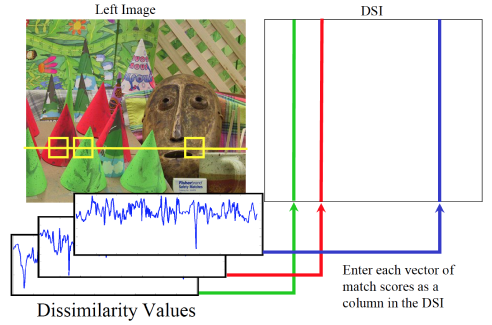 Left Image
DSI
Enter each vector of
match scores as a
column in the DSI
Dissimilarity Values